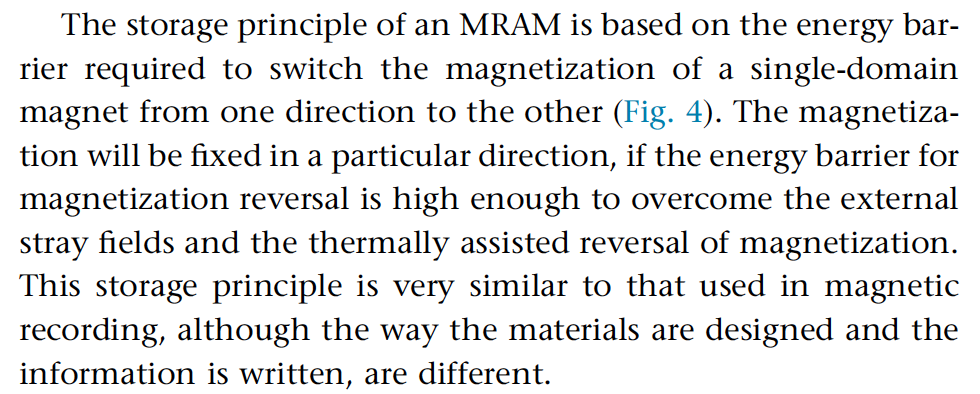 The storage principle of an MRAM is based on the energy bar-
rier required to switch the magnetization of a single-domain
magnet from one direction to the other (Fig. 4). The magnetiza-
tion will be fixed in a particular direction, if the energy barrier for
magnetization reversal is high enough to overcome the external
stray fields and the thermally assisted reversal of magnetization.
This storage principle is very similar to that used in magnetic
recording, although the way the materials are designed and the
information is written, are different.